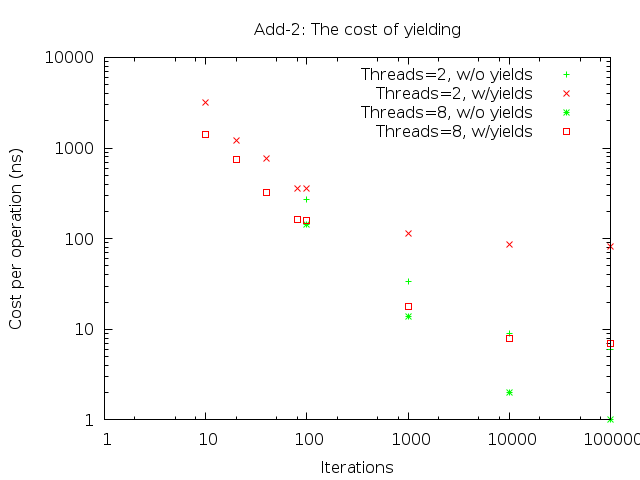 Add-2: The cost of yielding
10000
1000
100
10
1
Cost per operation (ns)
Threads=2, w/o yields
Threads=2, w/yields
Threads=8, w/o yields
Threads=8, w/yields
1 10 100 1000 10000 100000
Iterations